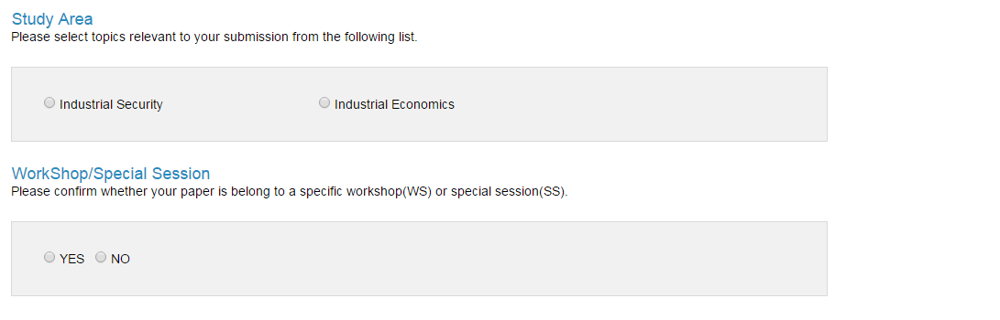 Study Area
Please select topics relevant to your submission from the following list.
Industrial Security Industrial Economics
WorkShop/Special Session
Please confirm whether your paper is belong to a specific workshop(WS) or special session(SS).
YES NO